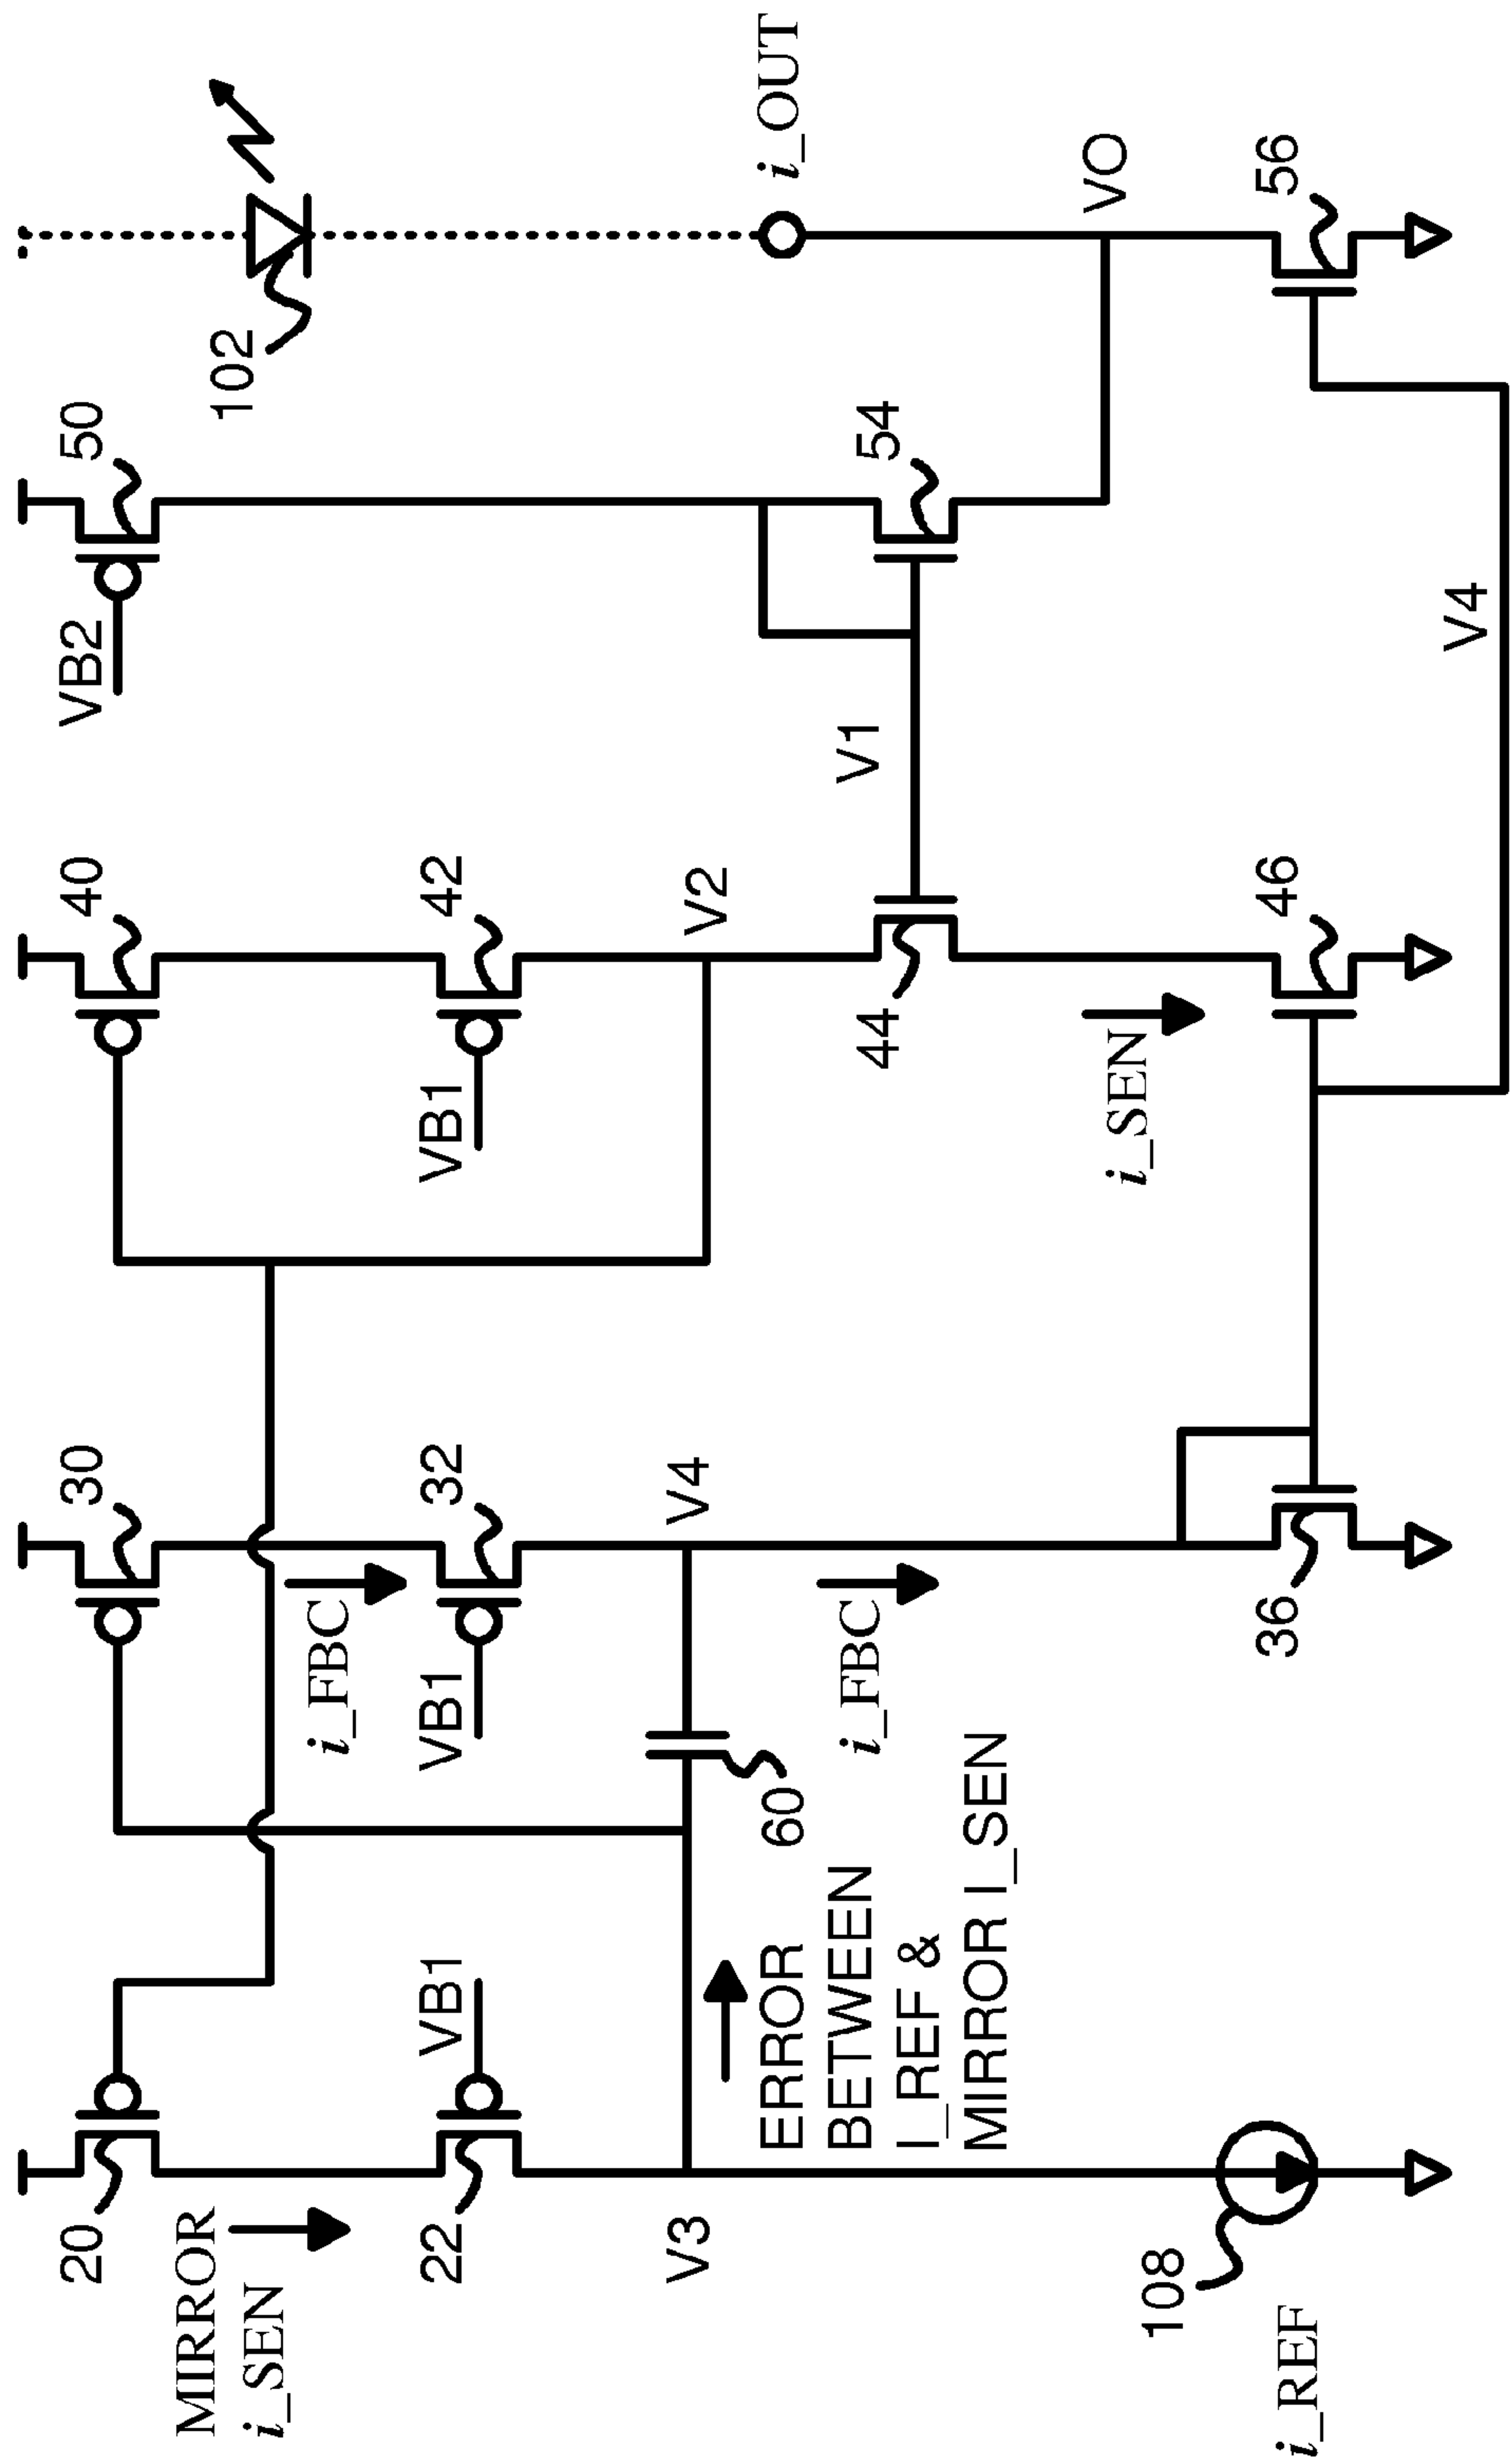 20
30
40
50
VB2
102
MIRROR
i_SEN
i_FBC
22
VB1
32
VB1
42
VB1
V3
V4
V2
i_OUT
ERROR
BETWEEN
I_REF &
MIRROR I_SEN
60
i_FBC
44
V1
54
VO
i_SEN
108
i_REF
36
46
56
V4